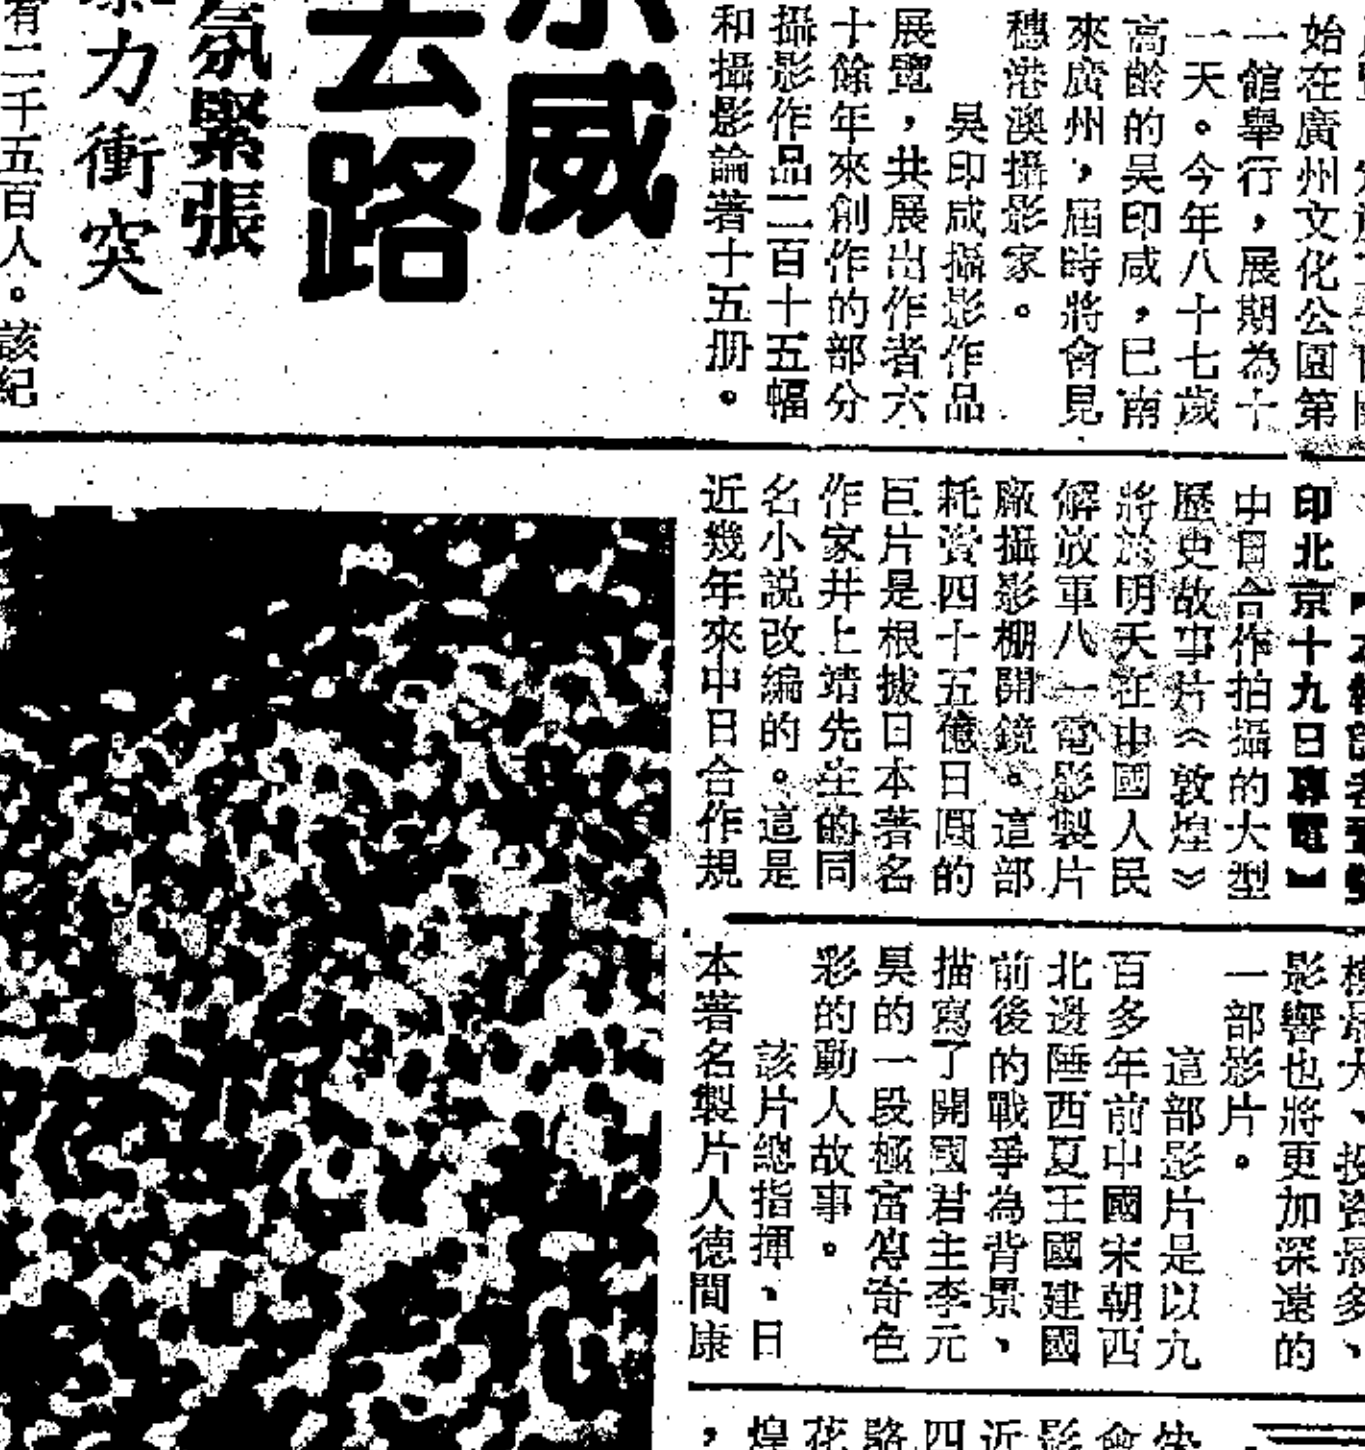 始在廣州文化公園第
一館舉行，展期為十
一天。今年八十七歲
高齡的吴印咸，已南
來廣州，屆時將會見
穗港澳攝影家。
吴印咸攝影作品
展覽，共展出作者六
十餘年來創作的部分
攝影作品二百十五幅
和攝影論著十五册。
威
去路
氛緊張
力衝突
有二千五百人。該紀
印北京十九日專電】
中日合作拍攝的大型
歷史故事片《敦煌》
將於明天在中國人民
解放軍八一電影製片
廠攝影棚開鏡。這部
耗資四十五億日圆的
巨片是根據日本著名
作家井上靖先生的同
名小説改編的。這是
近幾年來中日合作規
模最大、投資最多、
影響也將更加深遠的
一部影片。
這部影片是以九
百多年前中國宋朝西
北邊陲西夏王國建國
前後的戰爭為背景、
描寫了開國君主李元
昊的一段極富傳奇色
彩的動人故事。
該片總指揮、日
本著名製片人德間康